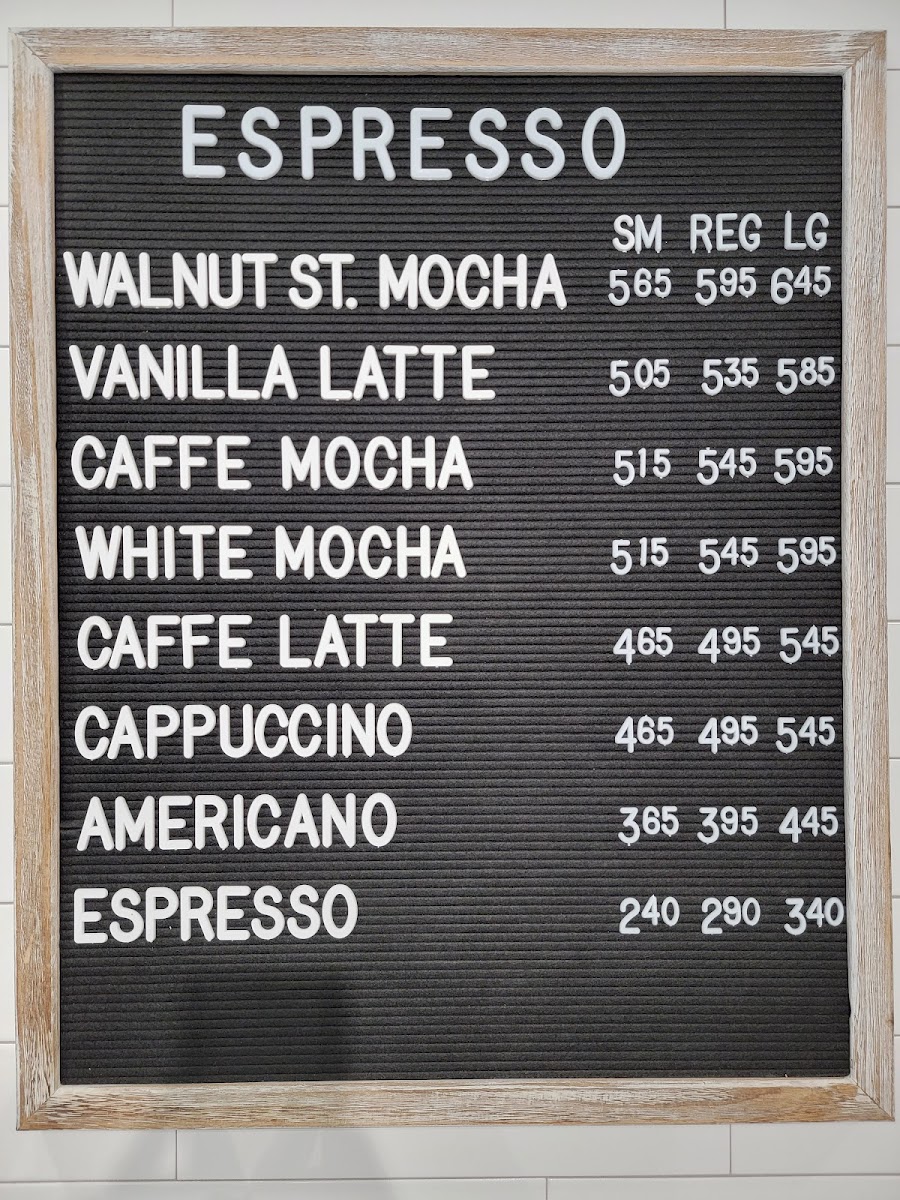 ESPRESSO
SM REG LG
WALNUT ST. MOCHA 565 595 645
VANILLA LATTE 505 535 585
CAFFE MOCHA 515 545 595
WHITE MOCHA 515 545 595
CAFFE LATTE 465 495 545
CAPPUCCINO 465 495 545
AMERICANO 365 395 445
ESPRESSO 240 290 340